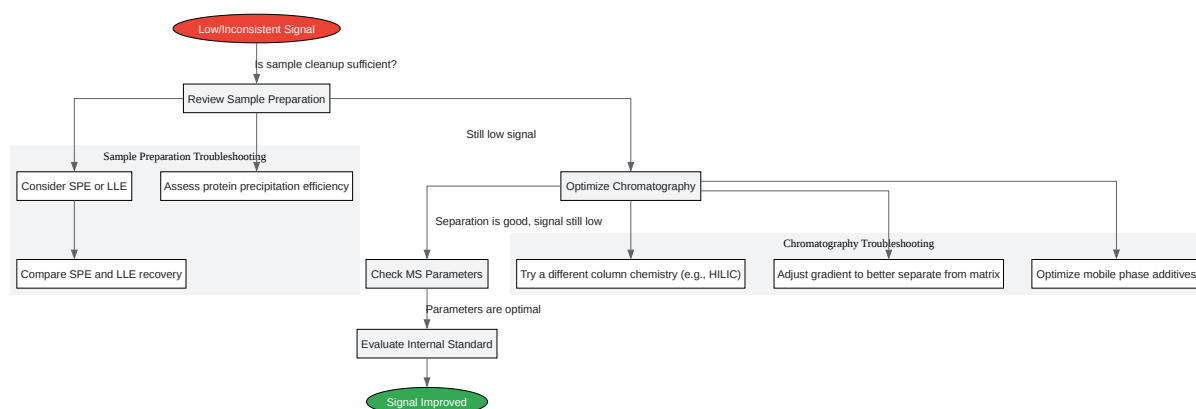 Low/Inconsistent Signal
Is sample cleanup sufficient?
Review Sample Preparation
Still low signal
Sample Preparation Troubleshooting
Consider SPE or LLE
Assess protein precipitation efficiency
Optimize Chromatography
Separation is good, signal still low
Chromatography Troubleshooting
Compare SPE and LLE recovery
Check MS Parameters
Try a different column chemistry (e.g., HILIC)
Adjust gradient to better separate from matrix
Optimize mobile phase additives
Parameters are optimal
Evaluate Internal Standard
Signal Improved